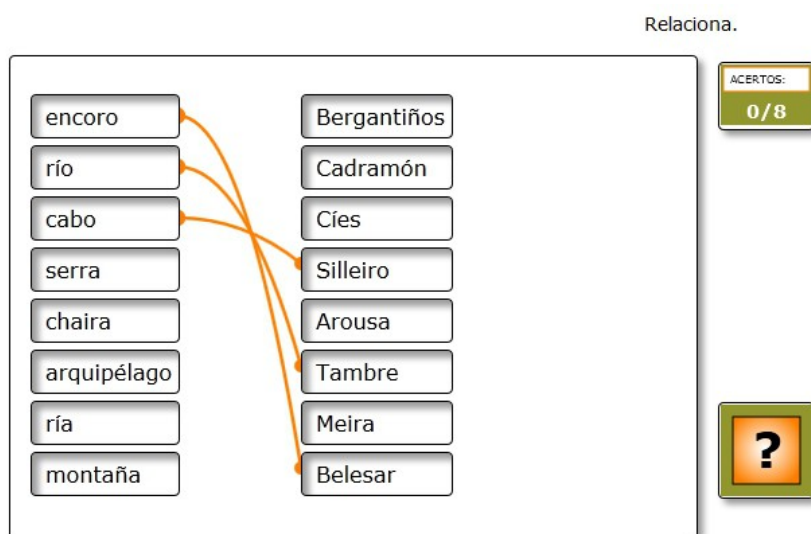 Relaciona.
ACERTOS:
0/8
encoro
Bergantiños
río
Cadramón
cabo
Cíes
serra
Silleiro
chaira
Arousa
arquipélago
Tambre
ría
Meira
montaña
Belesar
?